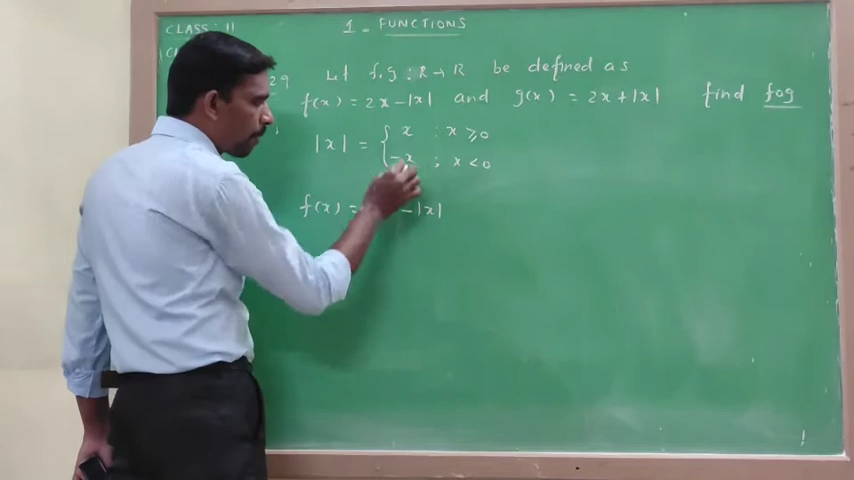 CLASS: 11
1. FUNCTIONS
29 Let f,g : R → R be defined as
f(x) = 2x - |x| and g(x) = 2x + |x| find fog
|x| = { x : x ≥ 0
-x ; x < 0
f(x) = - |x|